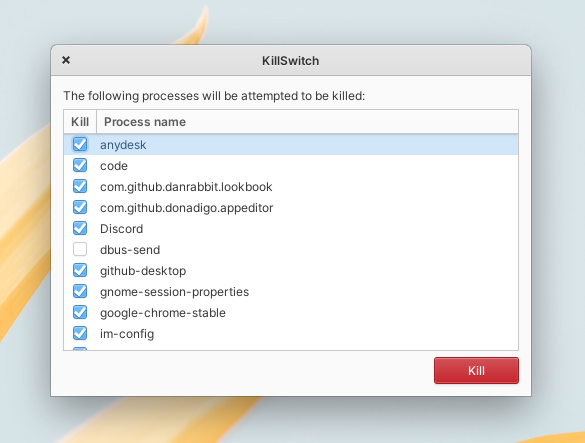 KillSwitch
The following processes will be attempted to be killed:
Kill Process name
anydesk
code
com.github.danrabbit.lookbook
com.github.donadigo.appeditor
Discord
dbus-send
github-desktop
gnome-session-properties
google-chrome-stable
im-config
Kill